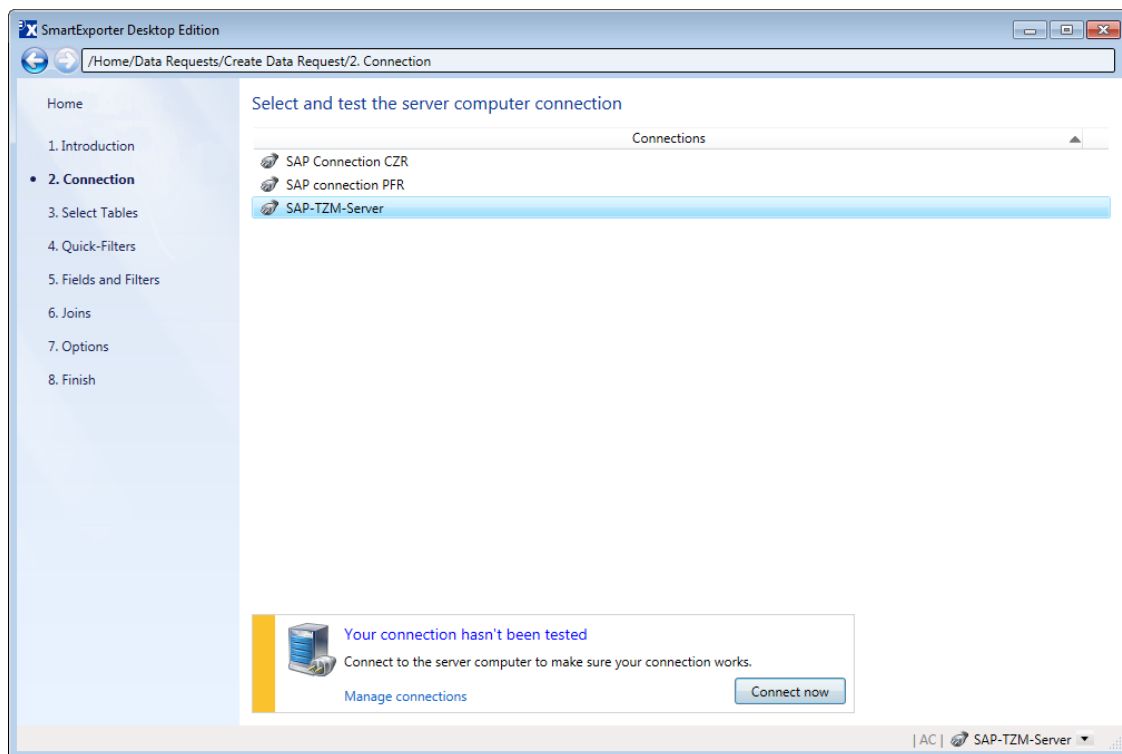 SmartExporter Desktop Edition
/Home/Data Requests/Create Data Request/2. Connection
Home
1. Introduction
• 2. Connection
3. Select Tables
4. Quick-Filters
5. Fields and Filters
6. Joins
7. Options
8. Finish
Select and test the server computer connection
Connections
SAP Connection CZR
SAP connection PFR
SAP-TZM-Server
Your connection hasn't been tested
Connect to the server computer to make sure your connection works.
Manage connections
Connect now
| AC | SAP-TZM-Server